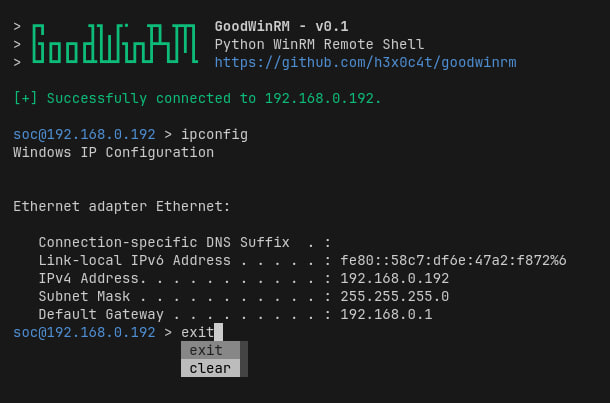 > GoodWinRM GoodWinRM - v0.1
> Python WinRM Remote Shell
> https://github.com/h3x0c4t/goodwinrm
[+] Successfully connected to 192.168.0.192.
soc@192.168.0.192 > ipconfig
Windows IP Configuration
Ethernet adapter Ethernet:
Connection-specific DNS Suffix  . :
Link-local IPv6 Address . . . . . : fe80::58c7:df6e:47a2:f872%6
IPv4 Address. . . . . . . . . . . : 192.168.0.192
Subnet Mask . . . . . . . . . . . : 255.255.255.0
Default Gateway . . . . . . . . . : 192.168.0.1
soc@192.168.0.192 > exit
exit
clear